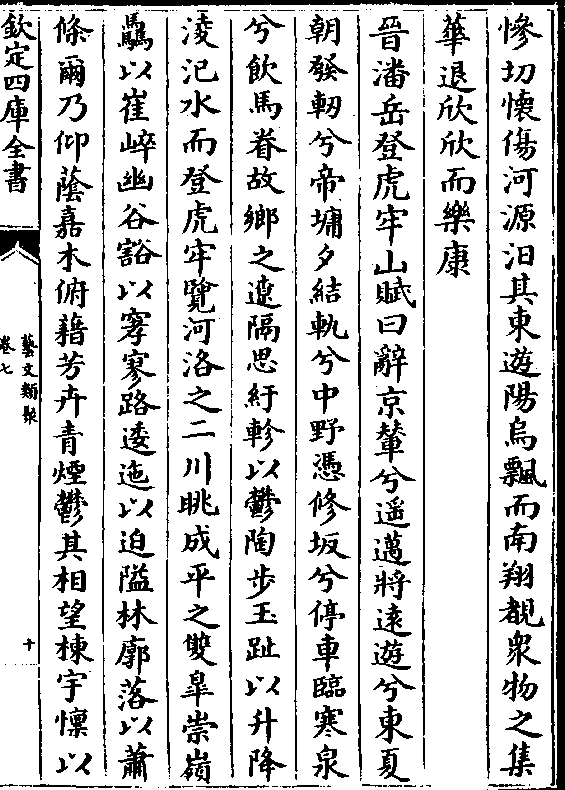 慘切懷傷河源汩其東遊陽烏飄而南翔覩衆物之集
華退欣欣而樂康
晉潘岳登虎牢山賦曰辭京輦兮遥邁將遠遊兮東夏
朝發軔兮帝墉夕結軌兮中野憑修坂兮停車臨寒泉
兮飲馬眷故鄉之遼隔思紆軫以鬱陶步玉趾以升降
淩氾水而登虎牢覽河洛之二川眺成平之雙臯崇嶺
驫以崔崪幽谷豁以窙寥路逶迤以迫隘林廓落以蕭
條爾乃仰蔭嘉木俯藉芳卉青煙鬱其相望棟宇懍以
欽定四庫全書
藝文類聚
卷七
十